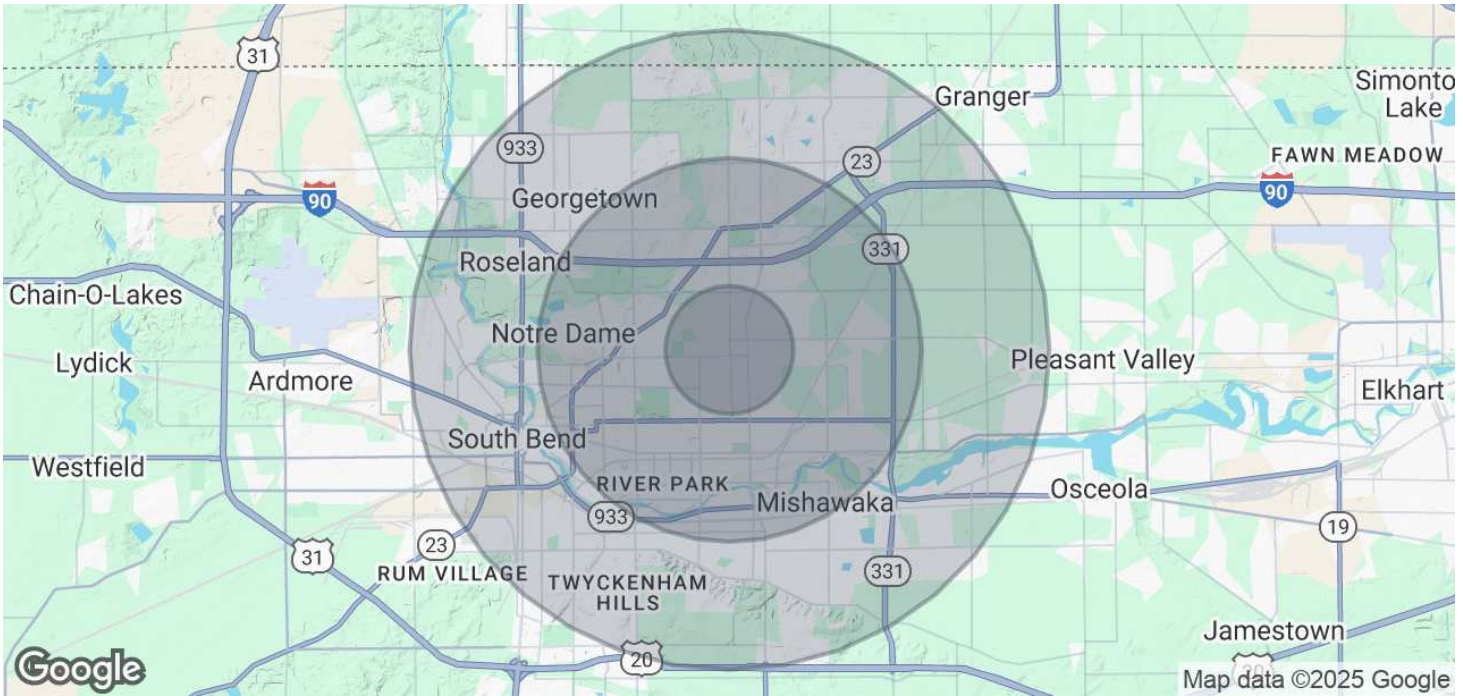 31
Granger
Simonto
Lake
933
23
FAWN MEADOW
90
Georgetown
90
331
Roseland
Chain-O-Lakes
Notre Dame
Lydick
Ardmore
Pleasant Valley
Elkhart
South Bend
Westfield
RIVER PARK
Mishawaka
Osceola
933
19
23
31
RUM VILLAGE
TWYCKENHAM
HILLS
331
Jamestown
20
20
Google
Map data ©2025 Google